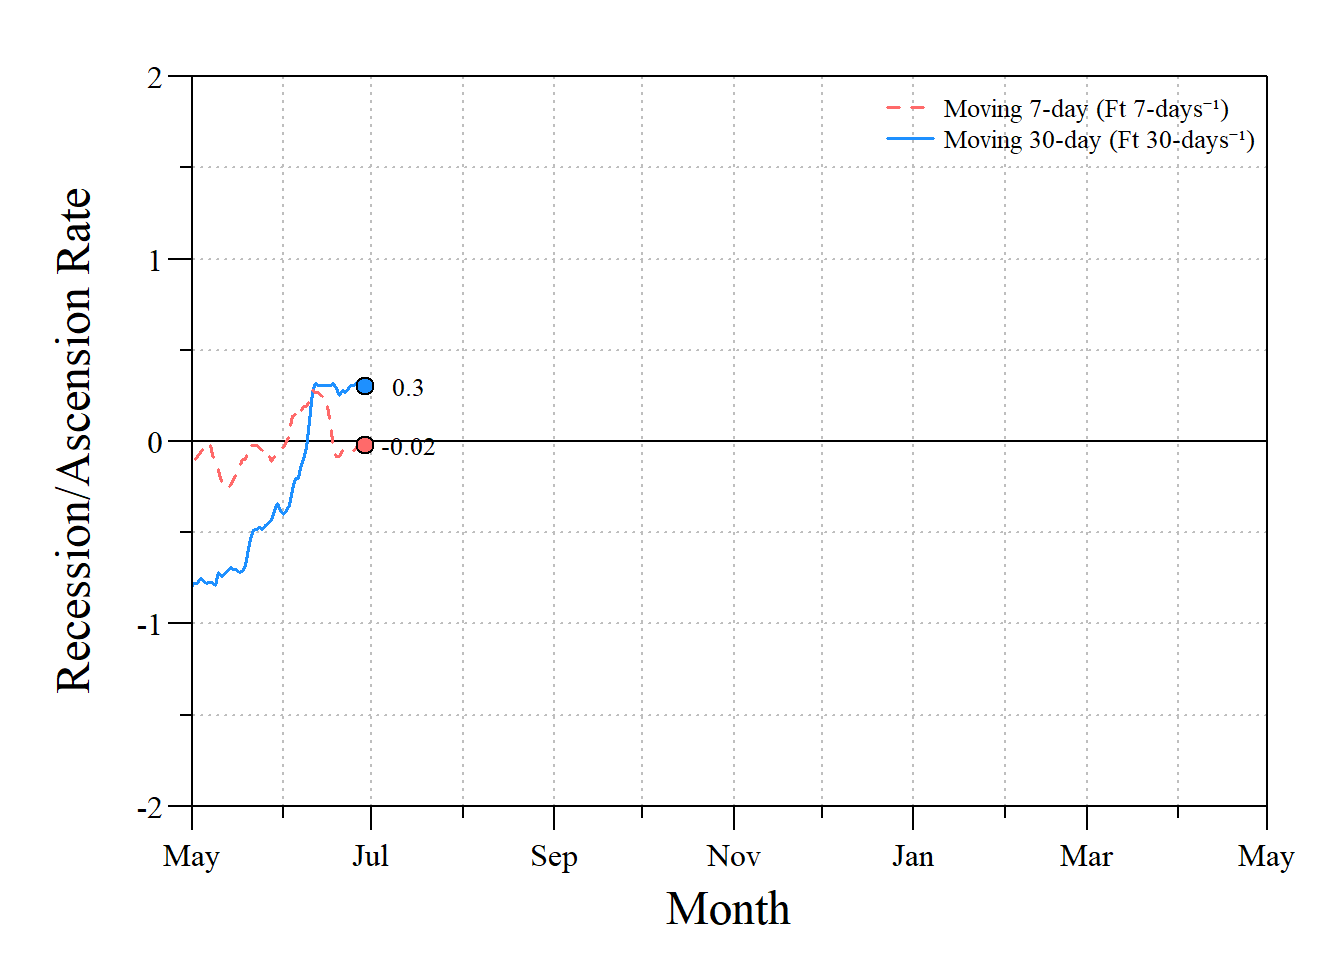 2
Moving 7-day (Ft 7-days⁻¹)
Moving 30-day (Ft 30-days⁻¹)
1
0.3
0
-0.02
-1
-2
Recession/Ascension Rate
May Jul Sep Nov Jan Mar May
Month